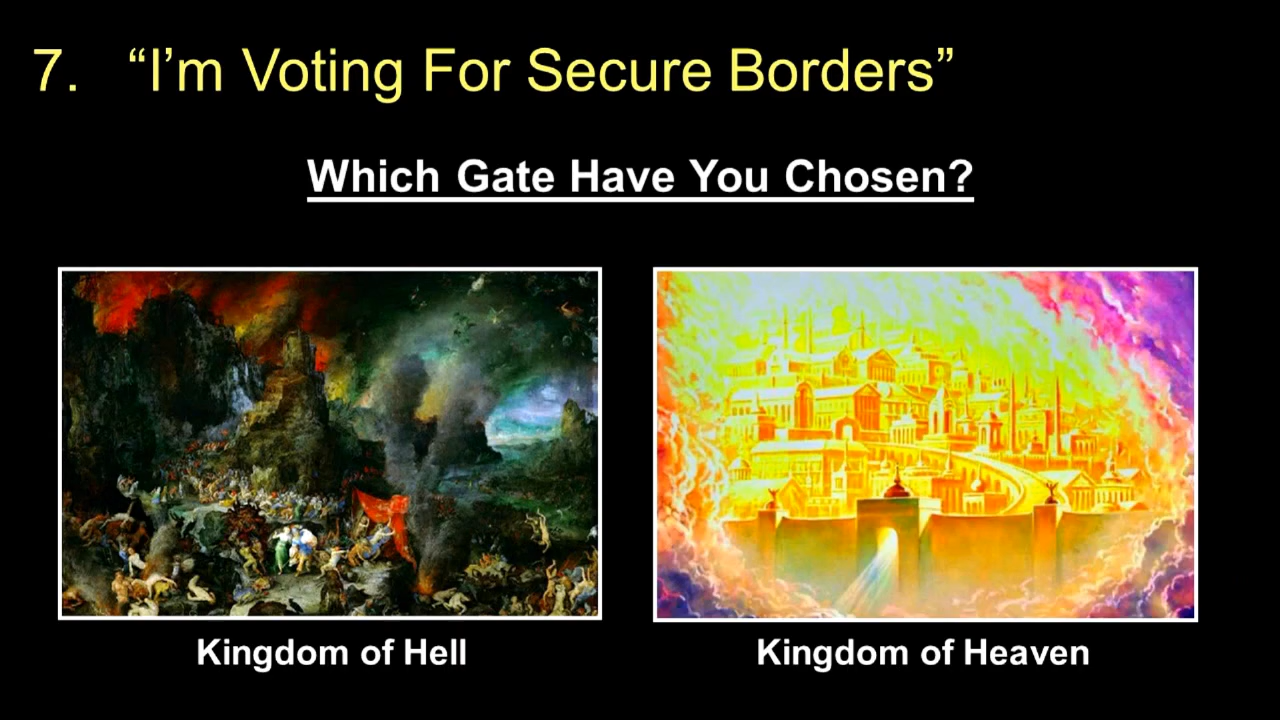 7. “I’m Voting For Secure Borders”
Which Gate Have You Chosen?
Kingdom of Hell
Kingdom of Heaven